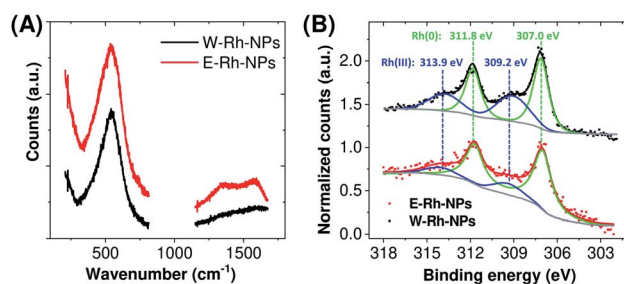 (A)
W-Rh-NPs
E-Rh-NPs
Counts (a.u.)
500
1000
1500
Wavenumber (cm-1)
(B)
Rh(0): 311.8 eV
307.0 eV
Rh(III): 313.9 eV
309.2 eV
Normalized counts (a.u.)
2.0
1.5
1.0
0.5
0.0
E-Rh-NPs
W-Rh-NPs
318
315
312
309
306
303
Binding energy (eV)